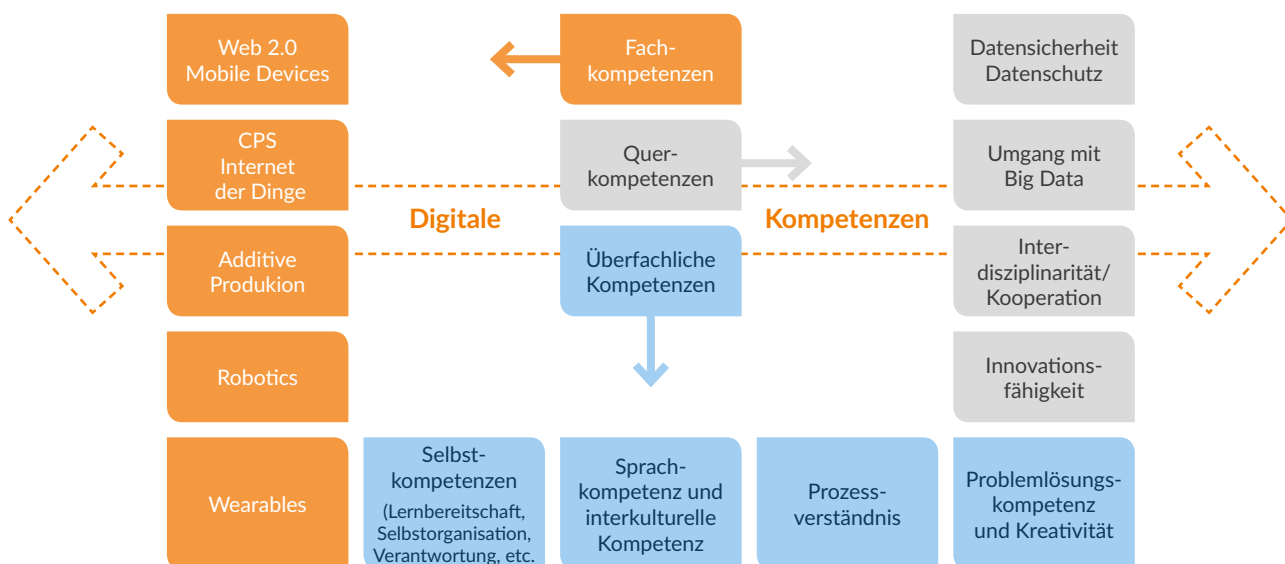 Web 2.0
Mobile Devices
Fach-
kompetenzen
Datensicherheit
Datenschutz
CPS
Internet
der Dinge
Quer-
kompetenzen
Umgang mit
Big Data
Digitale
Kompetenzen
Additive
Produkion
Überfachliche
Kompetenzen
Inter-
disziplinarität/
Kooperation
Robotics
Innovations-
fähigkeit
Wearables
Selbst-
kompetenzen
(Lernbereitschaft,
Selbstorganisation,
Verantwortung, etc.
Sprach-
kompetenz und
interkulturelle
Kompetenz
Prozess-
verständnis
Problemlösungs-
kompetenz
und Kreativität